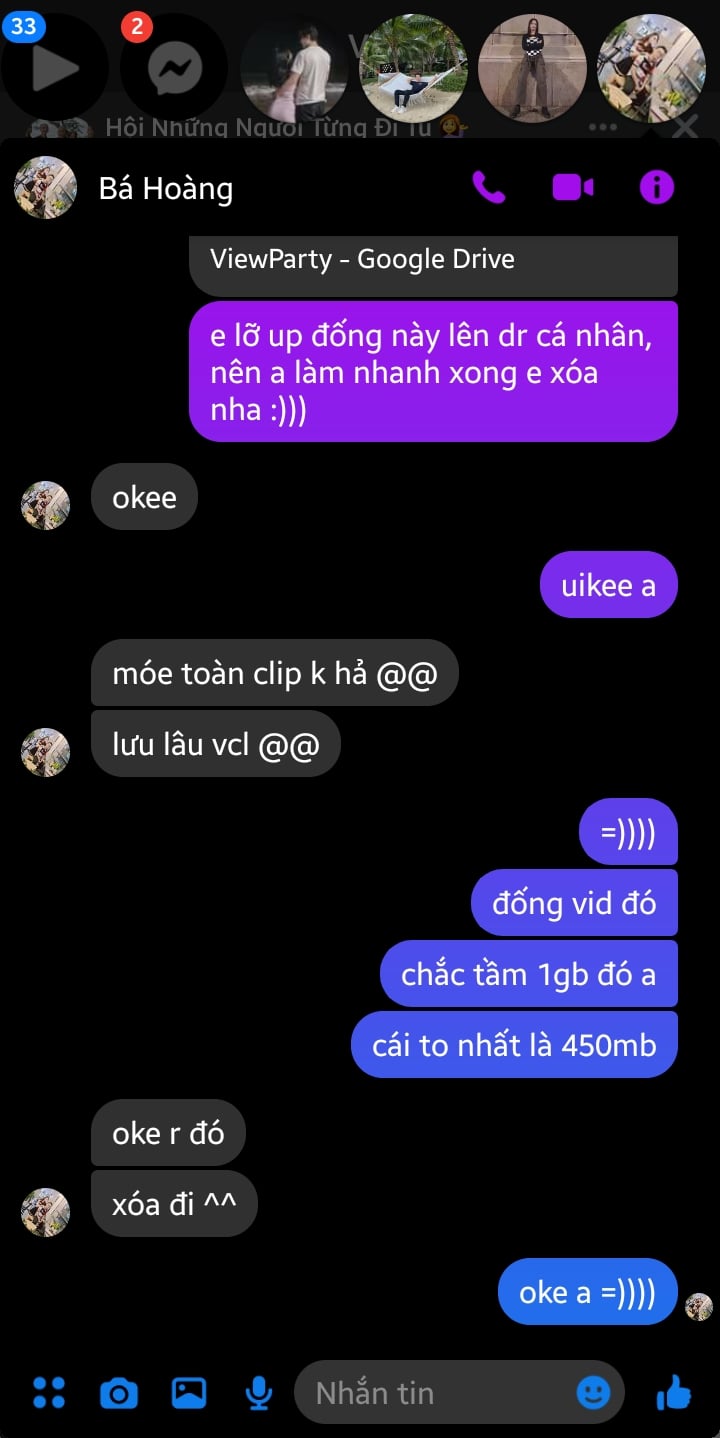 33
2
Hội Những Người Từng Đi Tù
Bá Hoàng
ViewParty - Google Drive
e lỡ up đống này lên dr cá nhân,
nên a làm nhanh xong e xóa
nha :)))
okee
uikee a
móe toàn clip k hả @@
lưu lâu vcl @@
=))))
đống vid đó
chắc tầm 1gb đó a
cái to nhất là 450mb
oke r đó
xóa đi ^^
oke a =))))
Nhắn tin